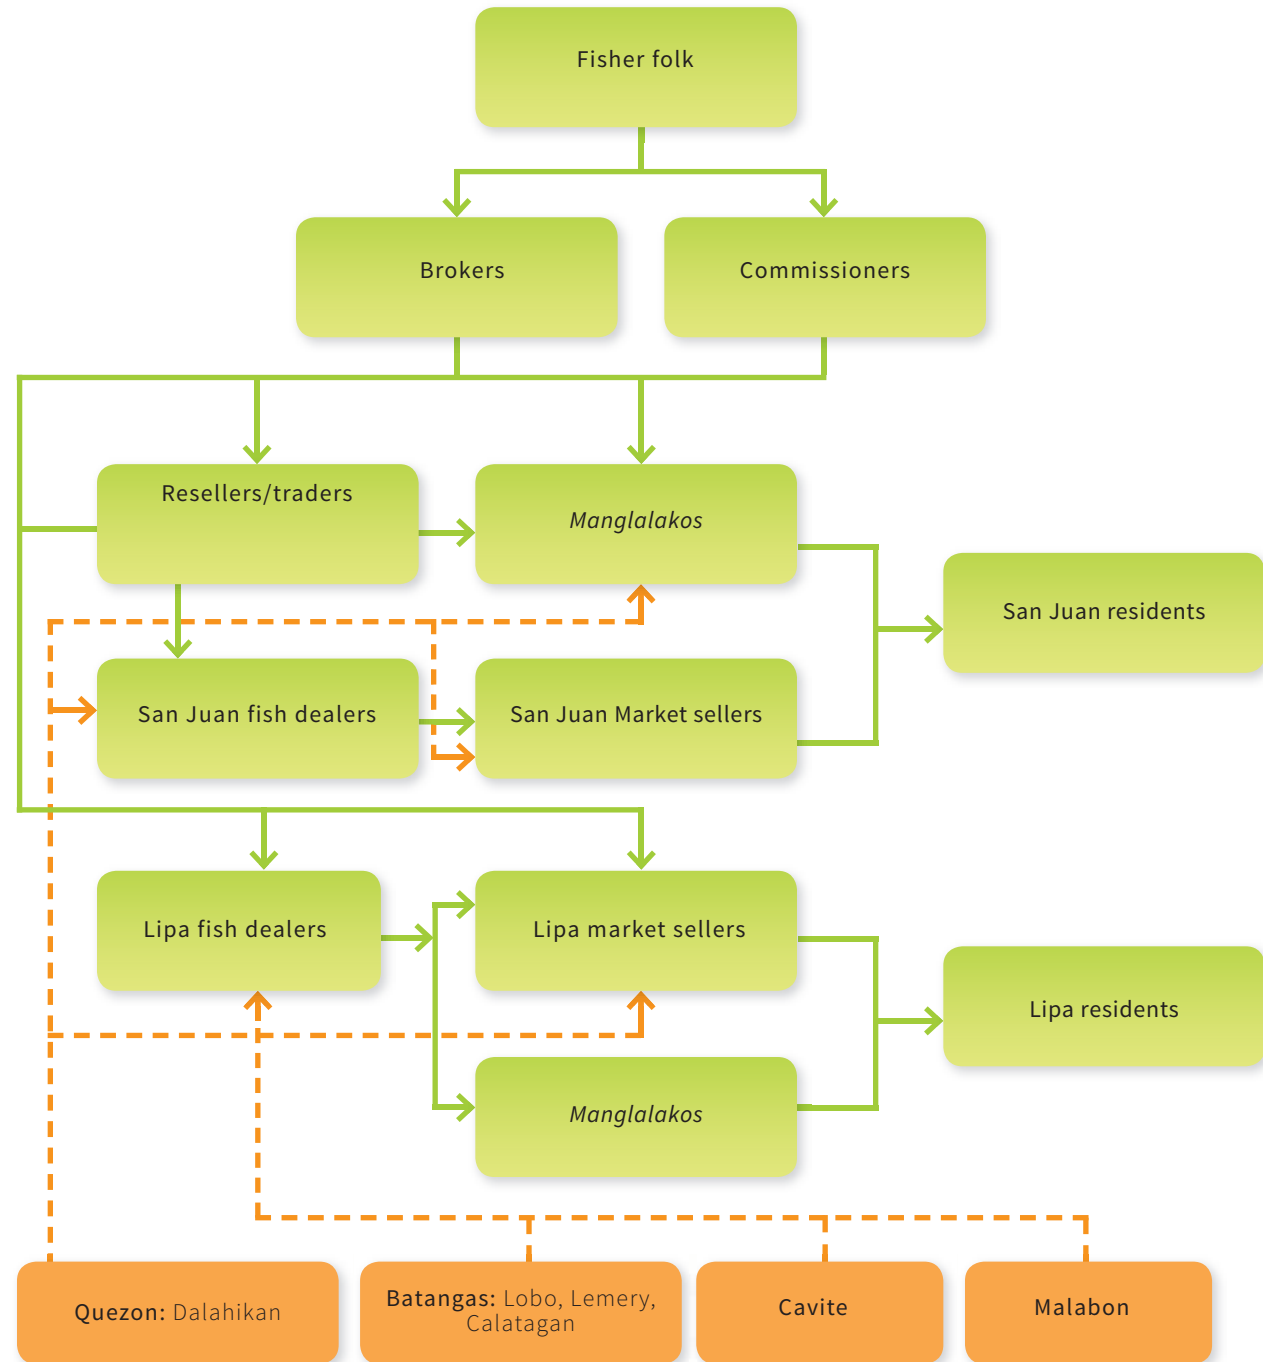 Fisher folk
Brokers
Commissioners
Resellers/traders
Manglalakos
San Juan residents
San Juan fish dealers
San Juan Market sellers
Lipa fish dealers
Lipa market sellers
Lipa residents
Manglalakos
Quezon: Dalahikan
Batangas: Lobo, Lemery,
Calatagan
Cavite
Malabon